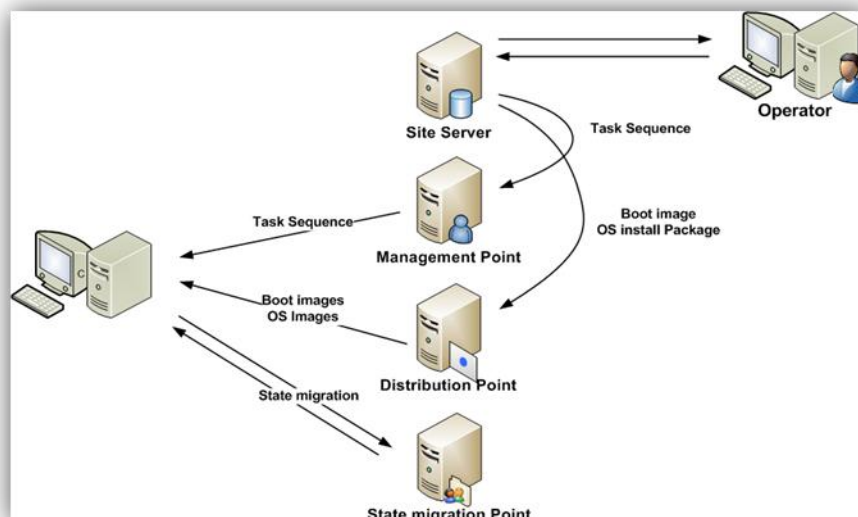 Operator
Site Server
Task Sequence
Management Point
Task Sequence
Boot image
OS install Package
Boot images
OS Images
Distribution Point
State migration
State migration Point